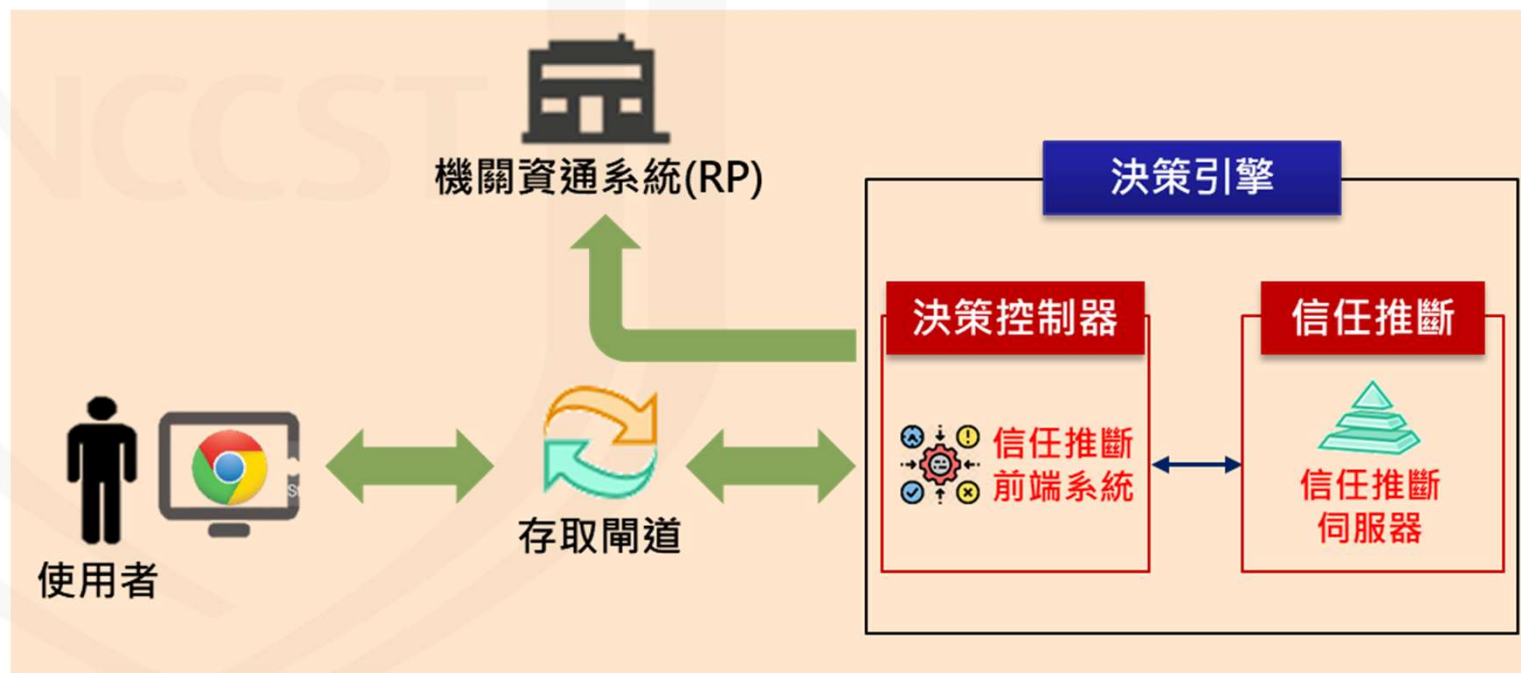 NCCST
機關資通系統(RP)
決策引擎
決策控制器
信任推斷
信任推斷
前端系統
信任推斷
伺服器
存取閘道
使用者